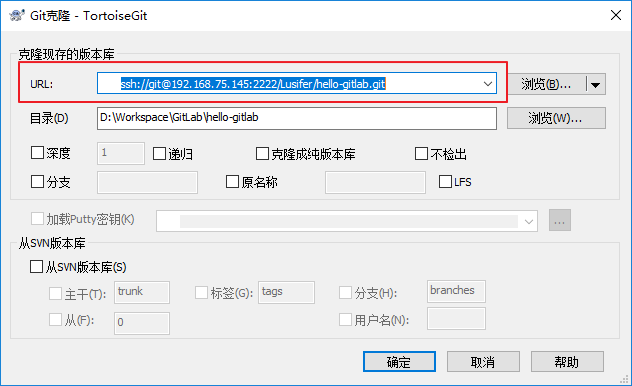 Git克隆 - TortoiseGit
克隆现存的版本库
URL: ssh://git@192.168.75.145:2222/Lusifer/hello-gitlab.git 浏览(B)...
目录(D) D:\Workspace\GitLab\hello-gitlab 浏览(W)...
深度 1 递归 克隆成纯版本库 不检出
分支 原名称 LFS
加载Putty密钥(K) ...
从SVN版本库
从SVN版本库(S)
主干(T): trunk 标签(G): tags 分支(H): branches
从(F): 0 用户名(N):
确定 取消 帮助